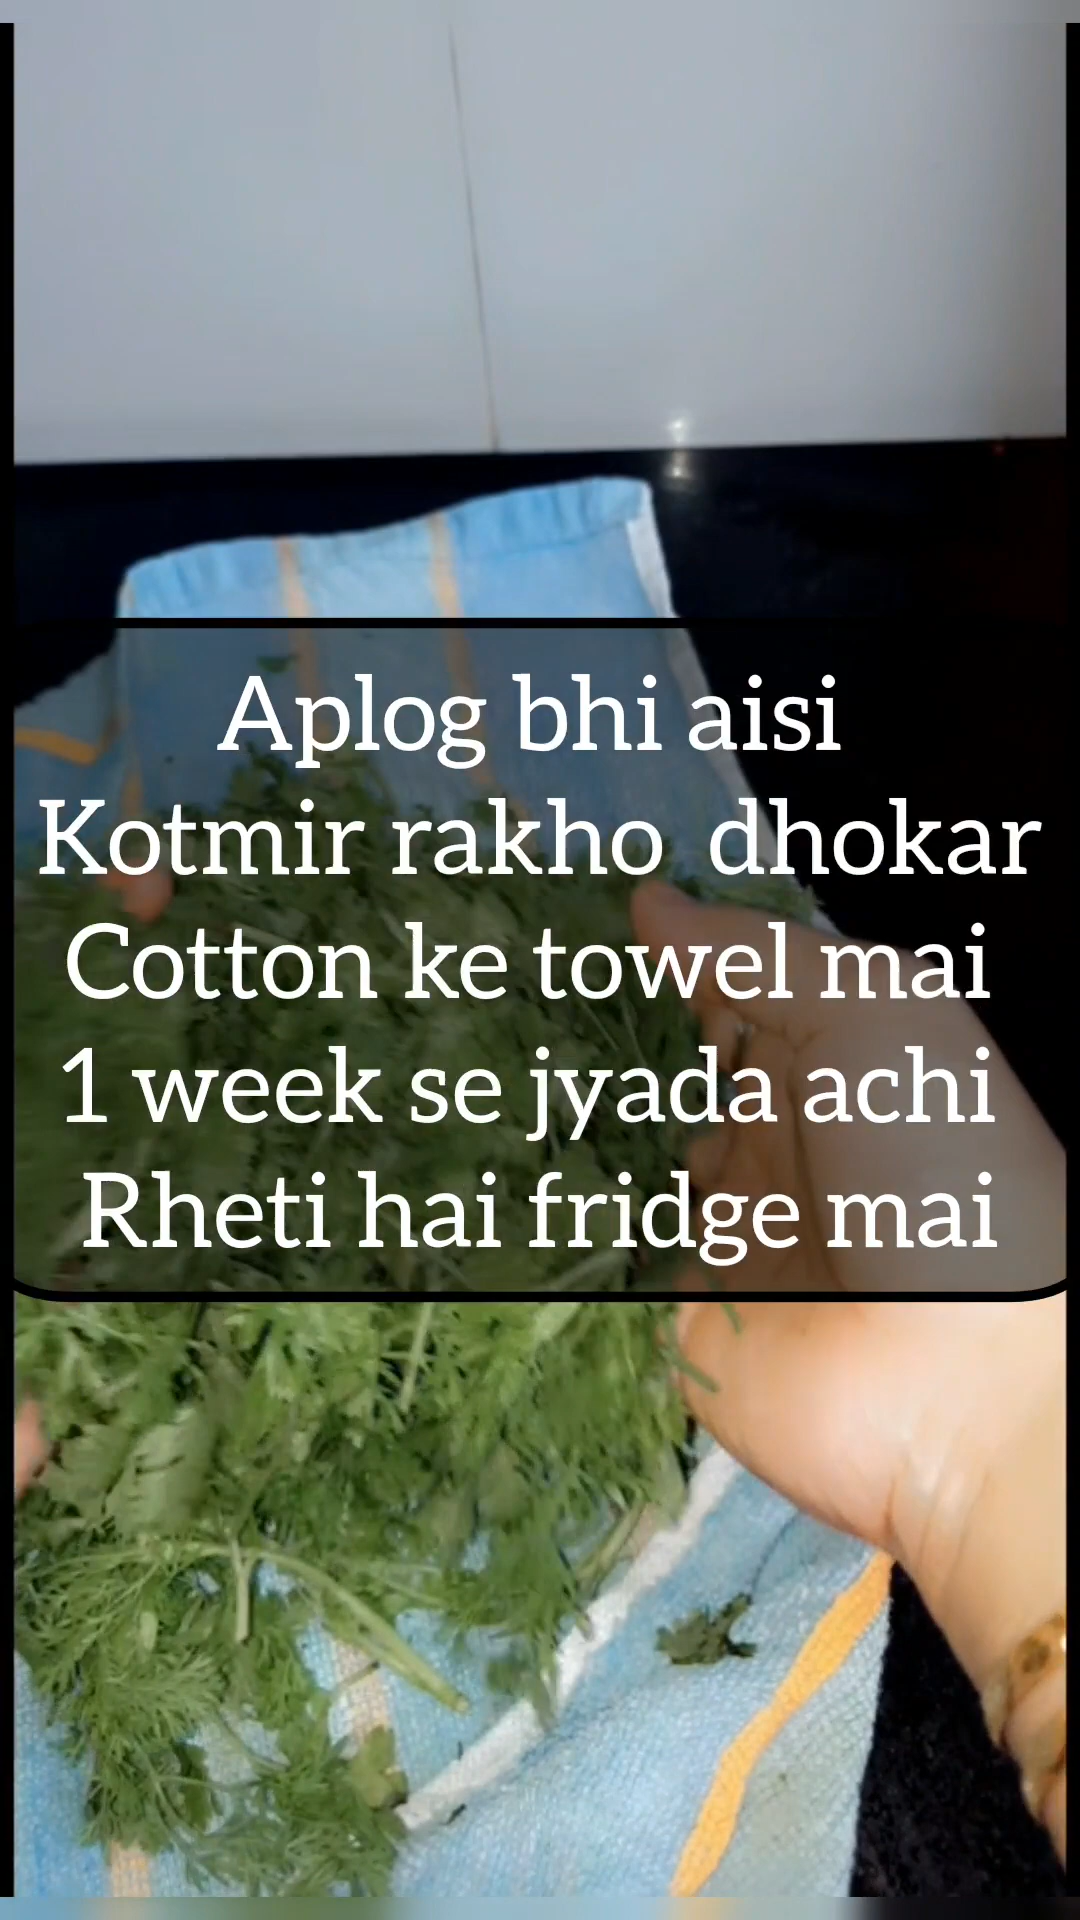 Aplog bhi aisi
Kotmir rakho dhokar
Cotton ke towel mai
1 week se jyada achi
Rheti hai fridge mai